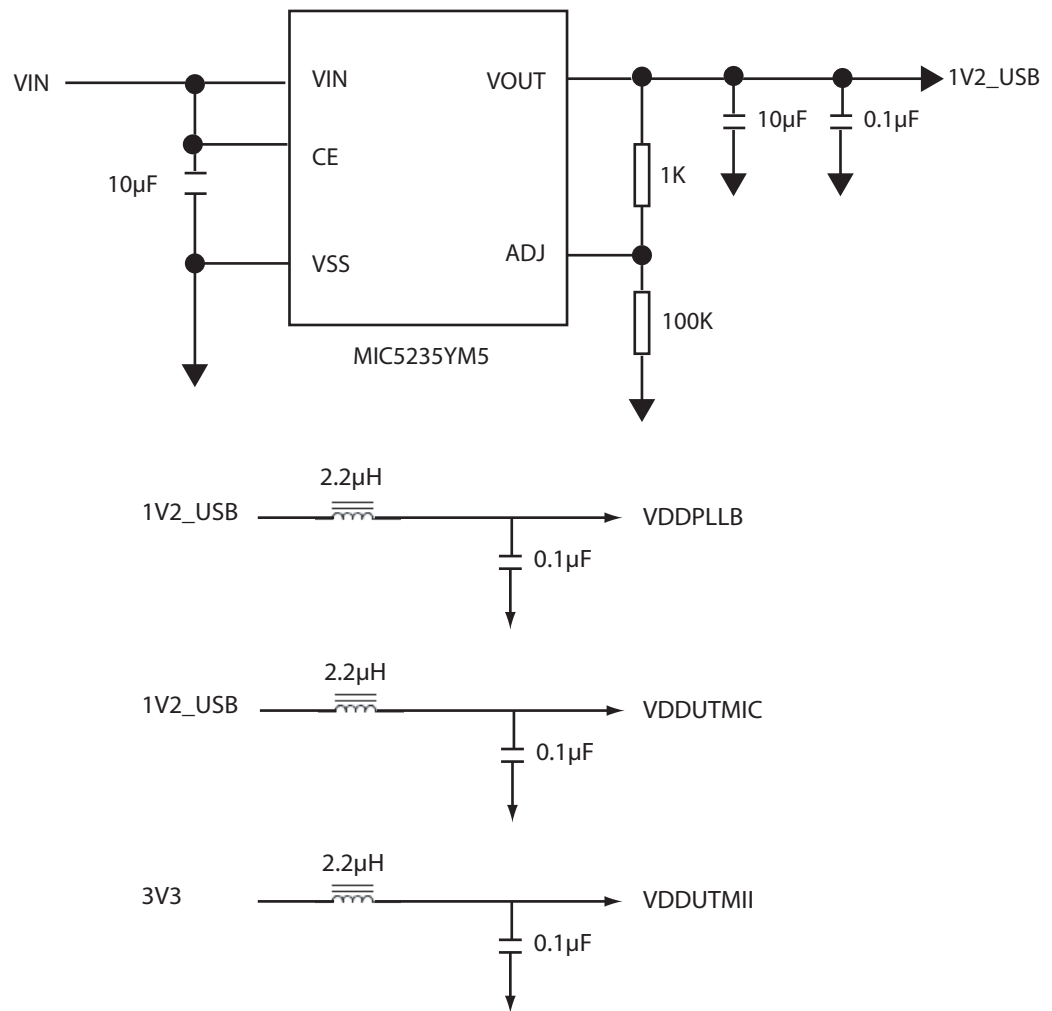 VIN
VIN
VOUT
1V2_USB
10µF
0.1µF
CE
10µF
1K
ADJ
VSS
100K
MIC5235YM5
2.2µH
1V2_USB
VDDPLLB
0.1µF
2.2µH
1V2_USB
VDDUTMIC
0.1µF
2.2µH
3V3
VDDUTMII
0.1µF